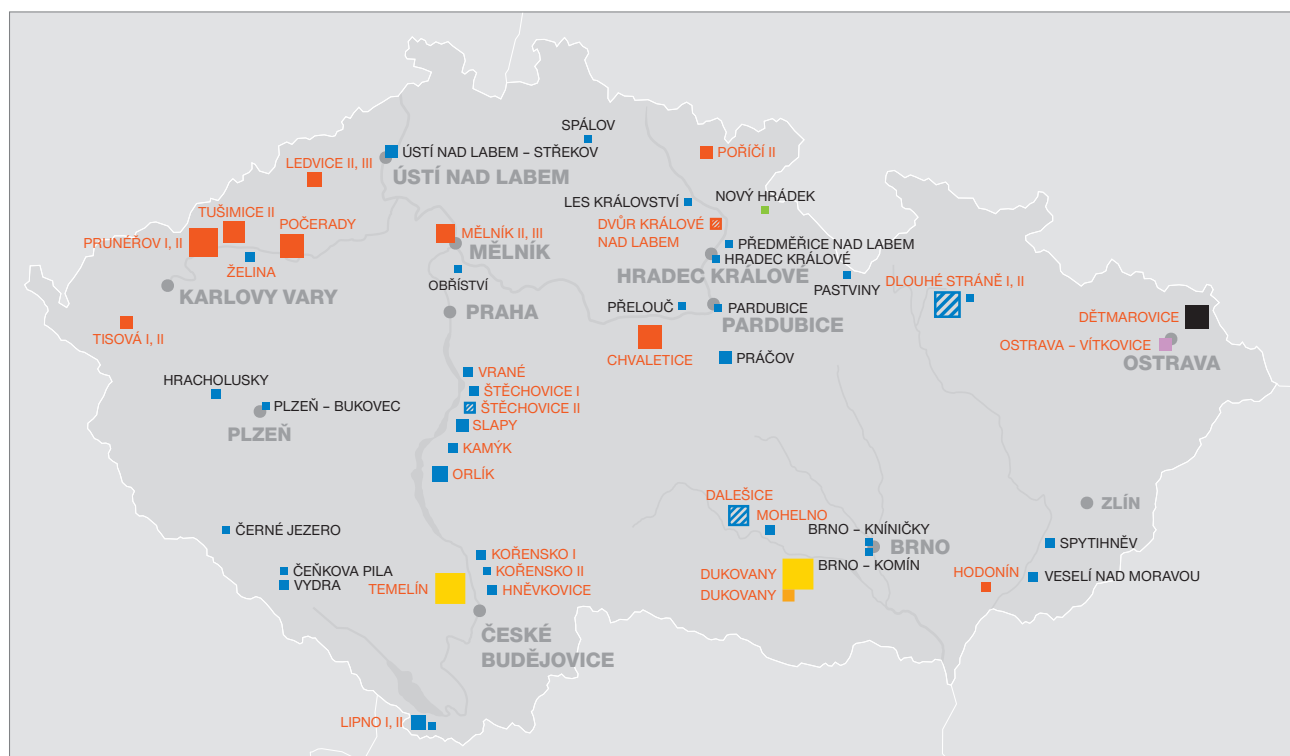 SPÁLOV
ÚSTÍ NAD LABEM – STŘEKOV
POŘÍČÍ II
LEDVICE II, III
ÚSTÍ NAD LABEM
LES KRÁLOVSTVÍ
NOVÝ HRÁDEK
TUŠIMICE II
POČERADY
PRUNÉŘOV I, II
MĚLNÍK II, III
DVŮR KRÁLOVÉ
NAD LABEM
MĚLNÍK
PŘEDMĚŘICE NAD LABEM
HRADEC KRÁLOVÉ
ŽELINA
HRADEC KRÁLOVÉ
OBŘÍSTVÍ
PASTVINY
DLOUHÉ STRÁNĚ I, II
KARLOVY VARY
PRAHA
PŘELOUČ
PARDUBICE
PARDUBICE
DĚTMAROVICE
TISOVÁ I, II
OSTRAVA – VÍTKOVICE
OSTRAVA
CHVALETICE
PRÁČOV
VRANÉ
HRACHOLUSKY
ŠTĚCHOVICE I
PLZEŇ – BUKOVEC
ŠTĚCHOVICE II
PLZEŇ
SLAPY
KAMÝK
ORLÍK
DALEŠICE
ZLÍN
MOHELNO
ČERNÉ JEZERO
BRNO – KNÍNIČKY
BRNO
SPYTIHNĚV
KOŘENSKO I
BRNO – KOMÍN
ČEŇKOVA PILA
KOŘENSKO II
HODONÍN
VESELÍ NAD MORAVOU
VYDRA
TEMELÍN
HNĚVKOVICE
DUKOVANY
DUKOVANY
ČESKÉ
BUDĚJOVICE
LIPNO I, II